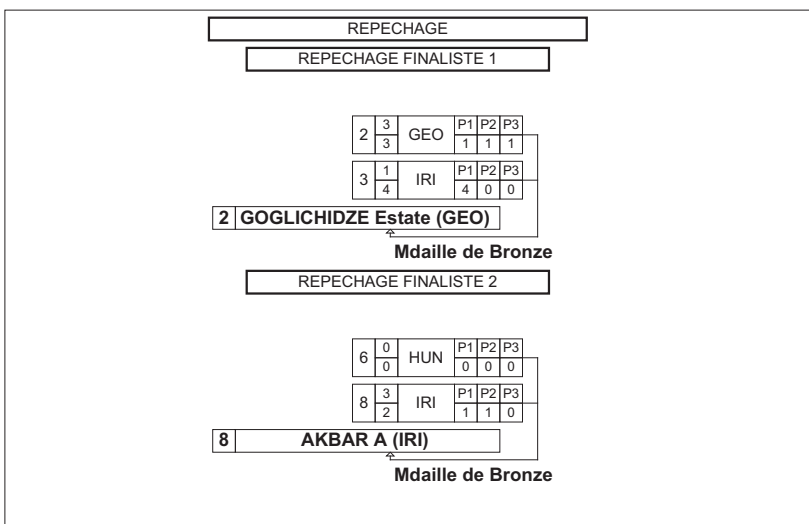 REPECHAGE
REPECHAGE FINALISTE 1
2 3 GEO P1 P2 P3
3 1 1 1
3 1 IRI P1 P2 P3
4 4 0 0
2 GOGLICHIDZE Estate (GEO)
Mdaille de Bronze
REPECHAGE FINALISTE 2
6 0 HUN P1 P2 P3
0 0 0 0
8 3 IRI P1 P2 P3
2 1 1 0
8 AKBAR A (IRI)
Mdaille de Bronze